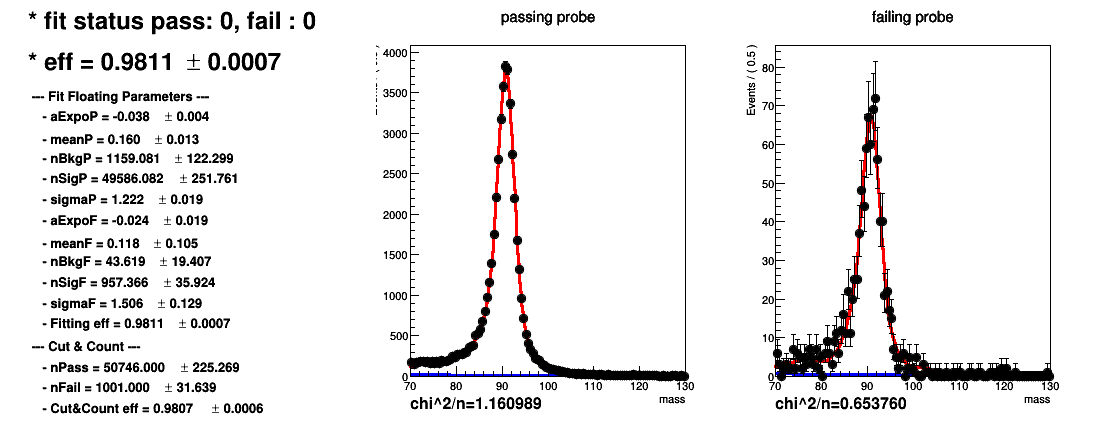 * fit status pass: 0, fail : 0
* eff = 0.9811 ± 0.0007
--- Fit Floating Parameters ---
- aExpoP = -0.038 ± 0.004
- meanP = 0.160 ± 0.013
- nBkgP = 1159.081 ± 122.299
- nSigP = 49586.082 ± 251.761
- sigmaP = 1.222 ± 0.019
- aExpoF = -0.024 ± 0.019
- meanF = 0.118 ± 0.105
- nBkgF = 43.619 ± 19.407
- nSigF = 957.366 ± 35.924
- sigmaF = 1.506 ± 0.129
- Fitting eff = 0.9811 ± 0.0007
--- Cut & Count ---
- nPass = 50746.000 ± 225.269
- nFail = 1001.000 ± 31.639
- Cut&Count eff = 0.9807 ± 0.0006
passing probe
4000
3500
3000
2500
2000
1500
1000
500
0
70 80 90 100 110 120 130
mass
chi^2/n=1.160989
failing probe
Events / ( 0.5 )
80
70
60
50
40
30
20
10
0
70 80 90 100 110 120 130
mass
chi^2/n=0.653760